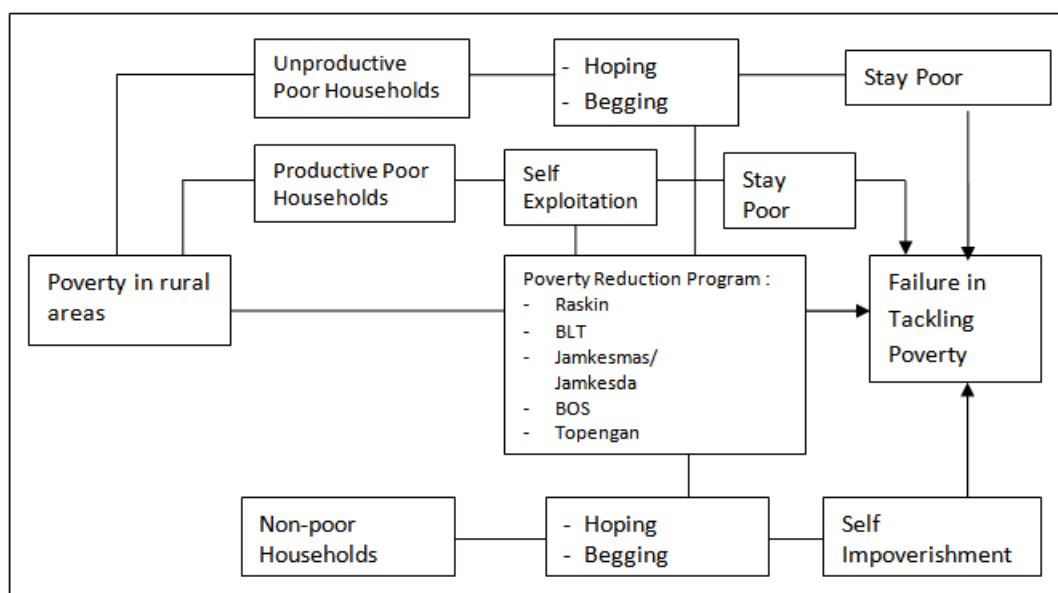 Unproductive
Poor Households
- Hoping
- Begging
Stay Poor
Productive Poor
Households
Self
Exploitation
Stay
Poor
Poverty in rural
areas
Poverty Reduction Program :
- Raskin
- BLT
- Jamkesmas/
Jamkesda
- BOS
- Topengan
Failure in
Tackling
Poverty
Non-poor
Households
- Hoping
- Begging
Self
Impoverishment